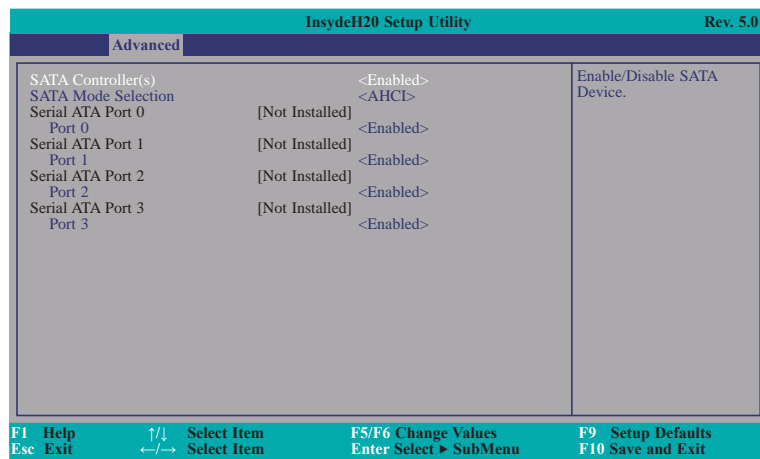 InsydeH20 Setup Utility Rev. 5.0
Advanced
SATA Controller(s) <Enabled>
SATA Mode Selection <AHCI>
Serial ATA Port 0 [Not Installed]
Port 0 <Enabled>
Serial ATA Port 1 [Not Installed]
Port 1 <Enabled>
Serial ATA Port 2 [Not Installed]
Port 2 <Enabled>
Serial ATA Port 3 [Not Installed]
Port 3 <Enabled>
Enable/Disable SATA
Device.
F1 Help ↑/↓ Select Item F5/F6 Change Values F9 Setup Defaults
Esc Exit ←/→ Select Item Enter Select ► SubMenu F10 Save and Exit